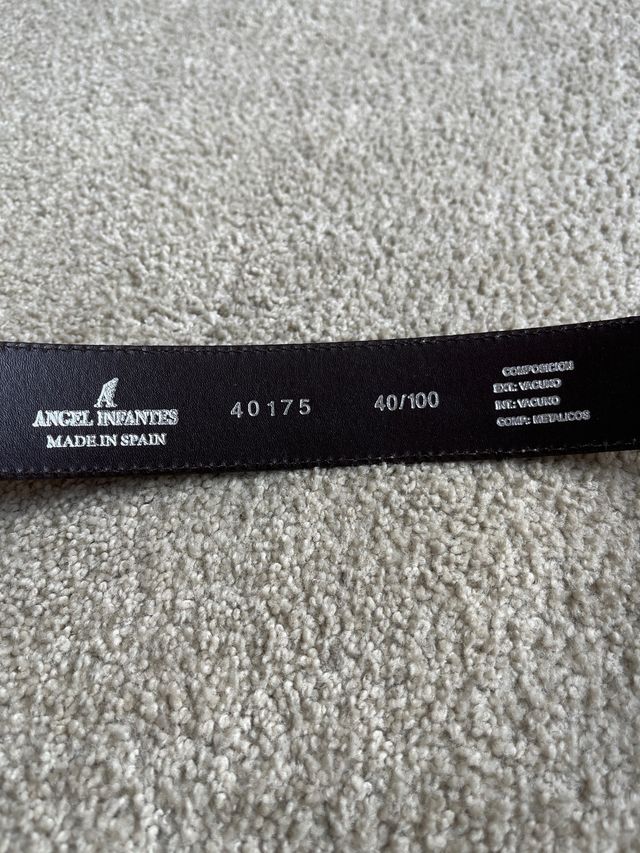 ANGEL INFANTES
MADE IN SPAIN
40175
40/100
COMPOSICION
EXT.: VACUNO
INT.: VACUNO
COMP.: METALICOS